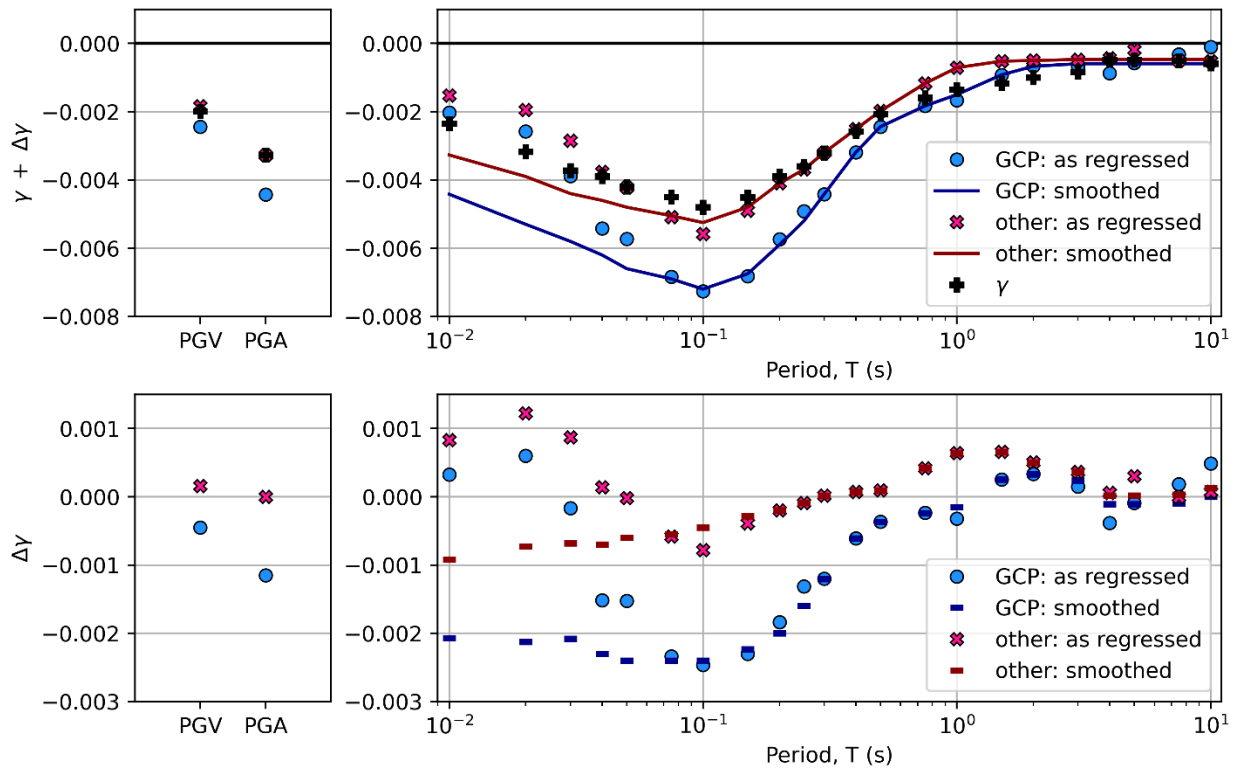 0.000
−0.002
−0.004
−0.006
−0.008
γ + Δγ
PGV PGA
0.000
−0.002
−0.004
−0.006
−0.008
GCP: as regressed
GCP: smoothed
other: as regressed
other: smoothed
γ
10⁻² 10⁻¹ 10⁰ 10¹
Period, T (s)
0.001
0.000
−0.001
−0.002
−0.003
Δγ
PGV PGA
0.001
0.000
−0.001
−0.002
−0.003
GCP: as regressed
GCP: smoothed
other: as regressed
other: smoothed
10⁻² 10⁻¹ 10⁰ 10¹
Period, T (s)